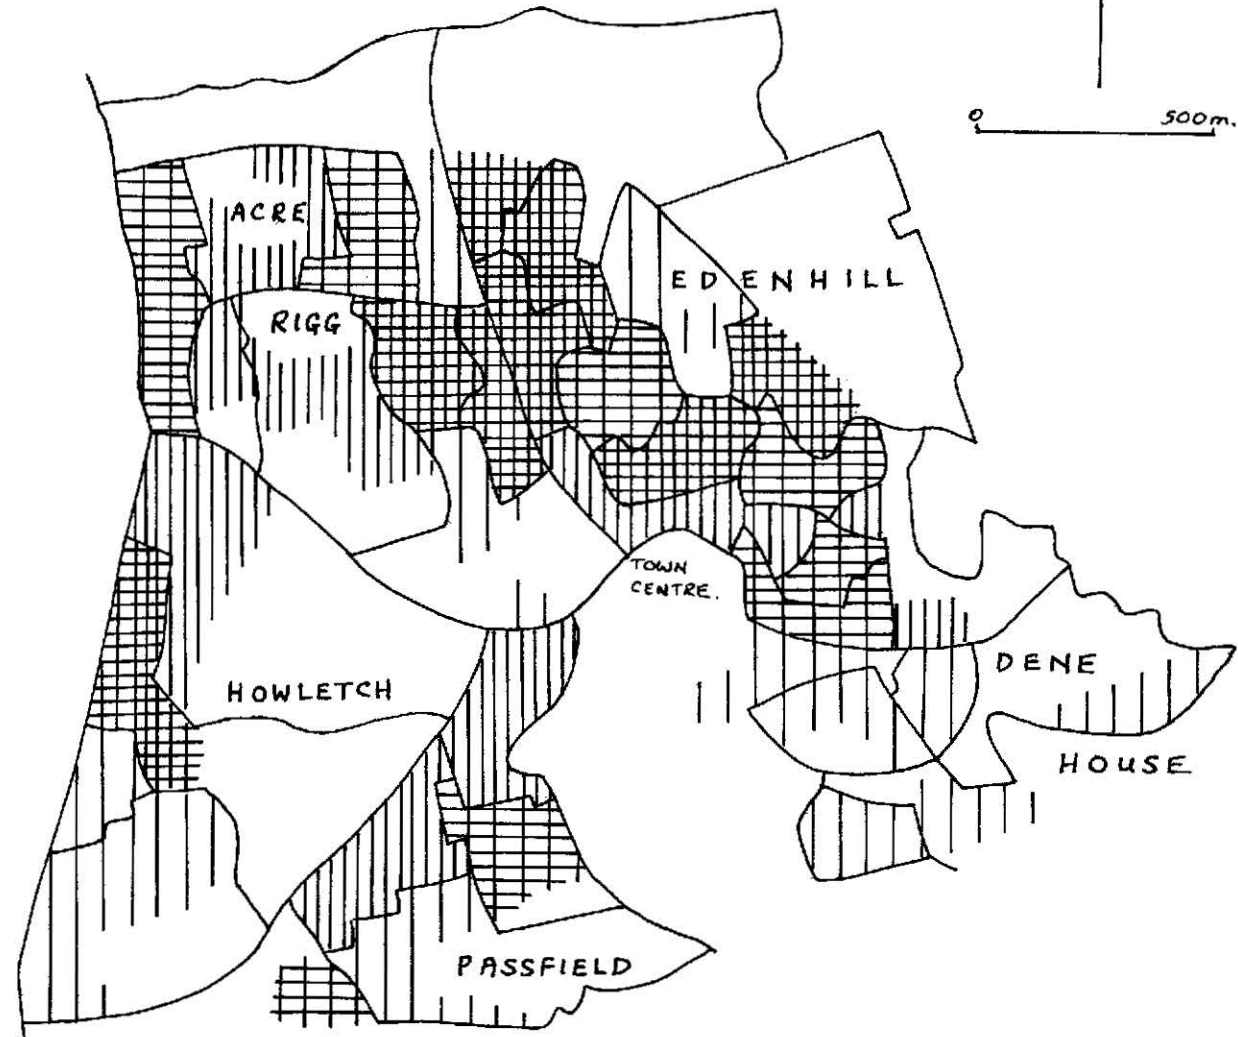 0 500m.
ACRE
RIGG
EDENHILL
TOWN
CENTRE.
DENE
HOUSE
HOWLETCH
PASSFIELD